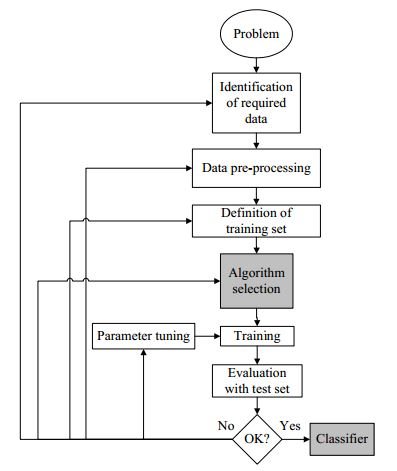 Problem
Identification
of required
data
Data pre-processing
Definition of
training set
Algorithm
selection
Parameter tuning
Training
Evaluation
with test set
No
Yes
OK?
Classifier